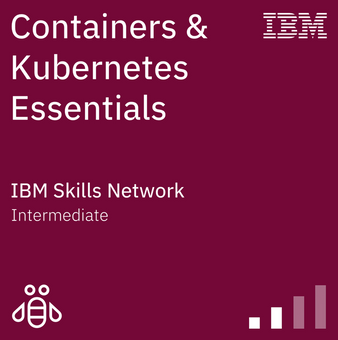 Containers &
IBM
Kubernetes
Essentials
IBM Skills Network
Intermediate